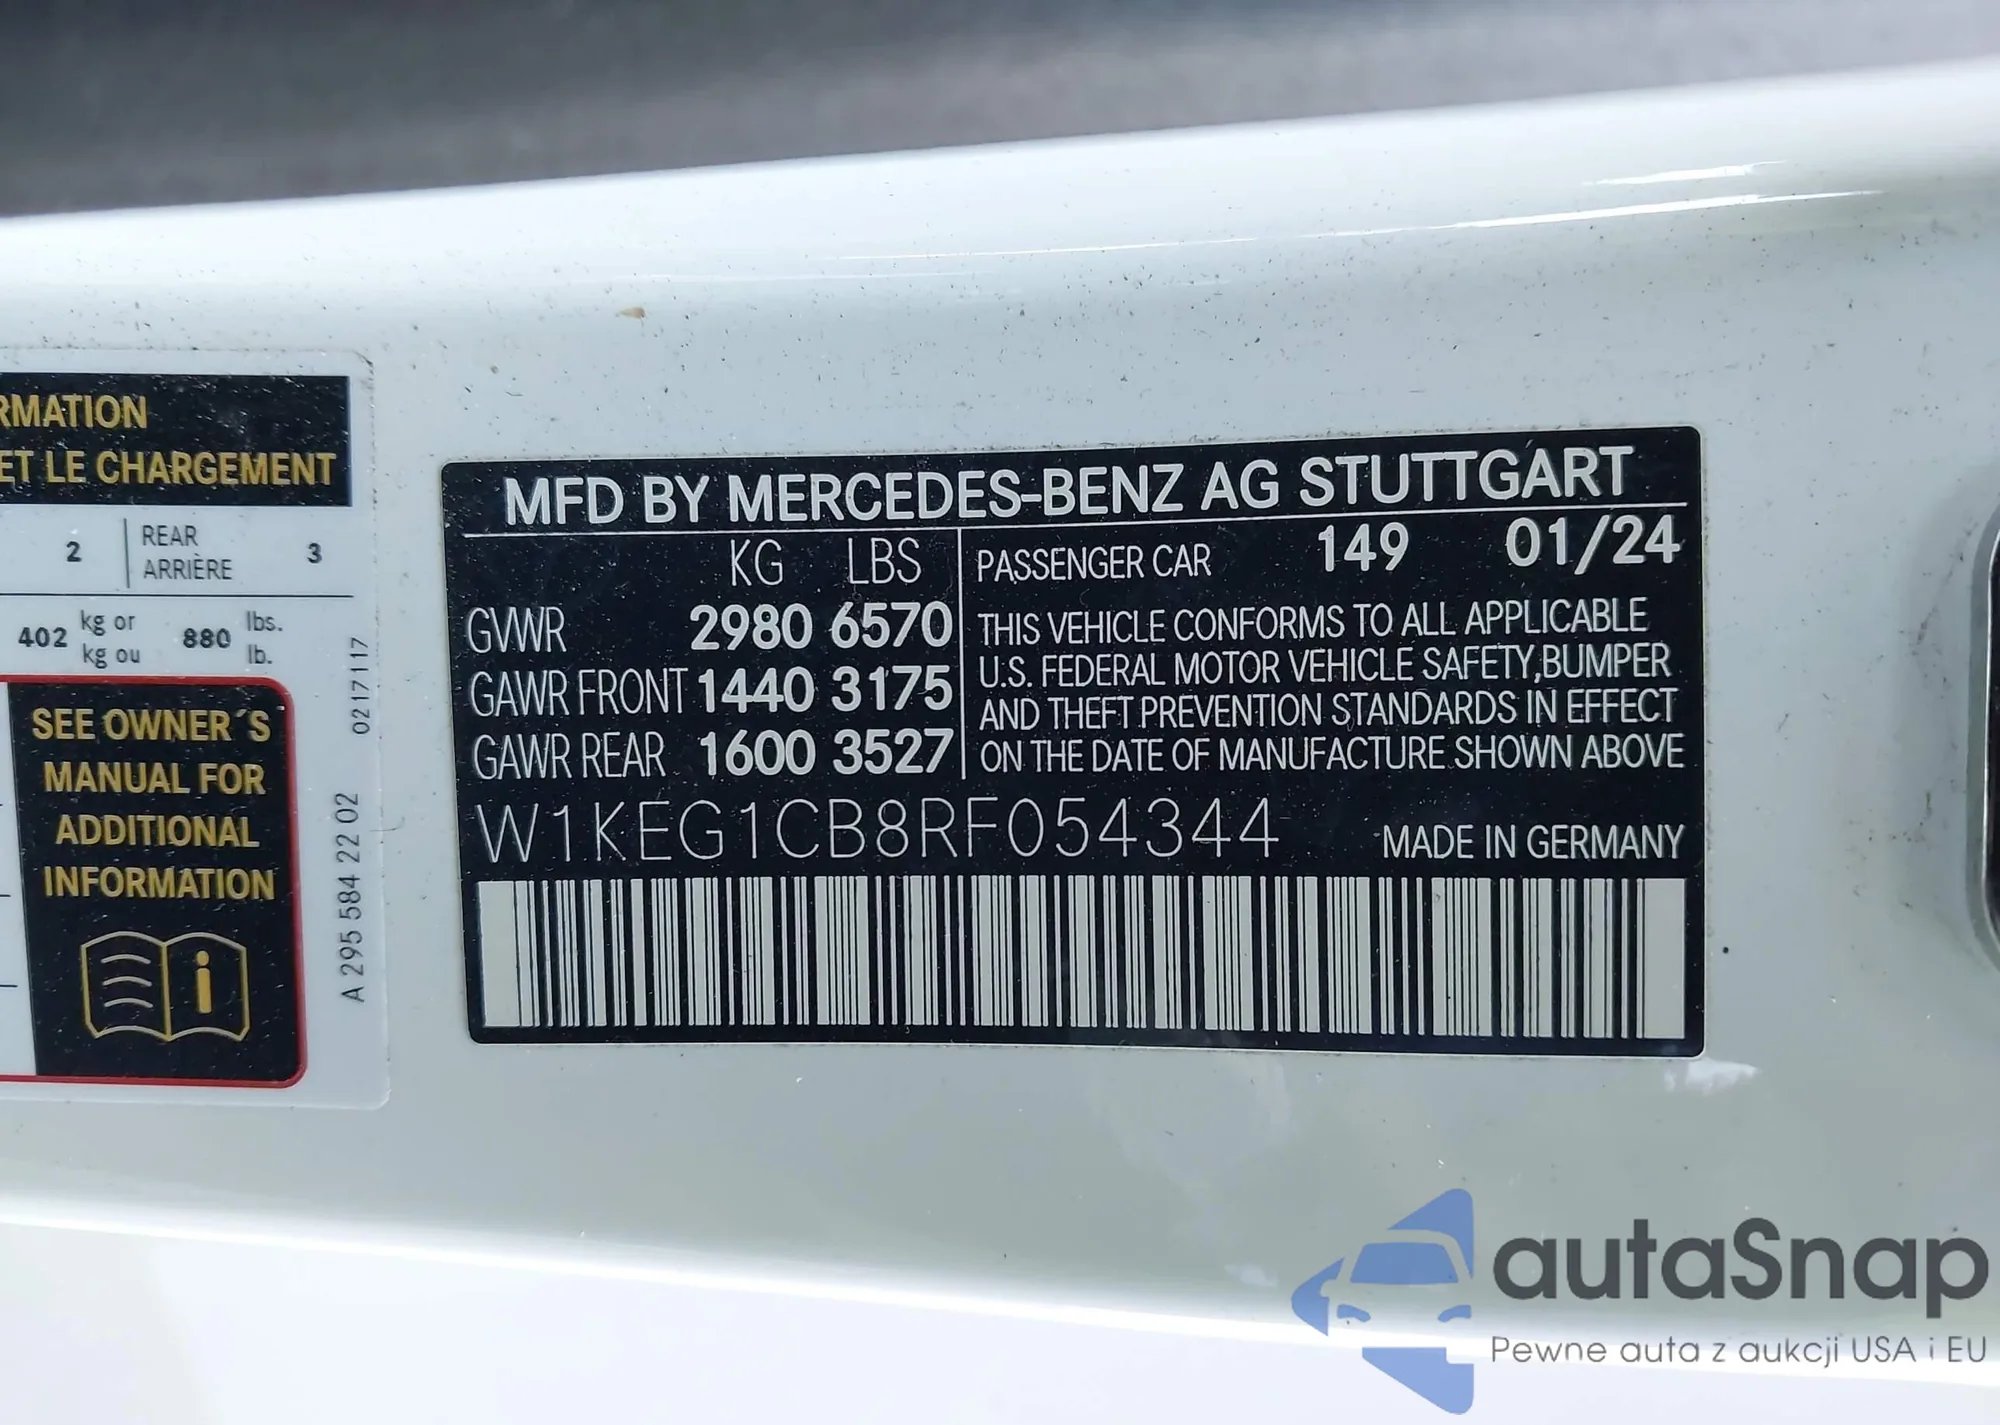 RMATION
ET LE CHARGEMENT
2 REAR ARRIÈRE 3
402 kg or kg ou 880 lbs. lb.
SEE OWNER´S
MANUAL FOR
ADDITIONAL
INFORMATION
i
A 295 584 22 02 02171117
MFD BY MERCEDES-BENZ AG STUTTGART
KG LBS
GVWR 2980 6570
GAWR FRONT 1440 3175
GAWR REAR 1600 3527
PASSENGER CAR 149 01/24
THIS VEHICLE CONFORMS TO ALL APPLICABLE
U.S. FEDERAL MOTOR VEHICLE SAFETY,BUMPER
AND THEFT PREVENTION STANDARDS IN EFFECT
ON THE DATE OF MANUFACTURE SHOWN ABOVE
W1KEG1CB8RF054344 MADE IN GERMANY
autaSnap
Pewne auta z aukcji USA i EU